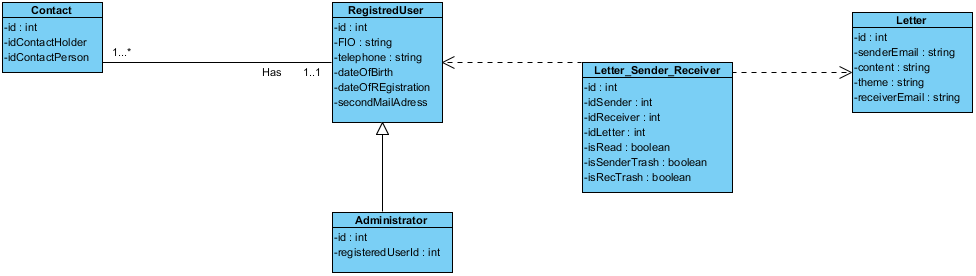 Contact
-id : int
-idContactHolder
-idContactPerson
1...*
Has
1..1
RegistredUser
-id : int
-FIO : string
-telephone : string
-dateOfBirth
-dateOfREgistration
-secondMailAdress
Letter_Sender_Receiver
-id : int
-idSender : int
-idReceiver : int
-idLetter : int
-isRead : boolean
-isSenderTrash : boolean
-isRecTrash : boolean
Letter
-id : int
-senderEmail : string
-content : string
-theme : string
-receiverEmail : string
Administrator
-id : int
-registeredUserId : int